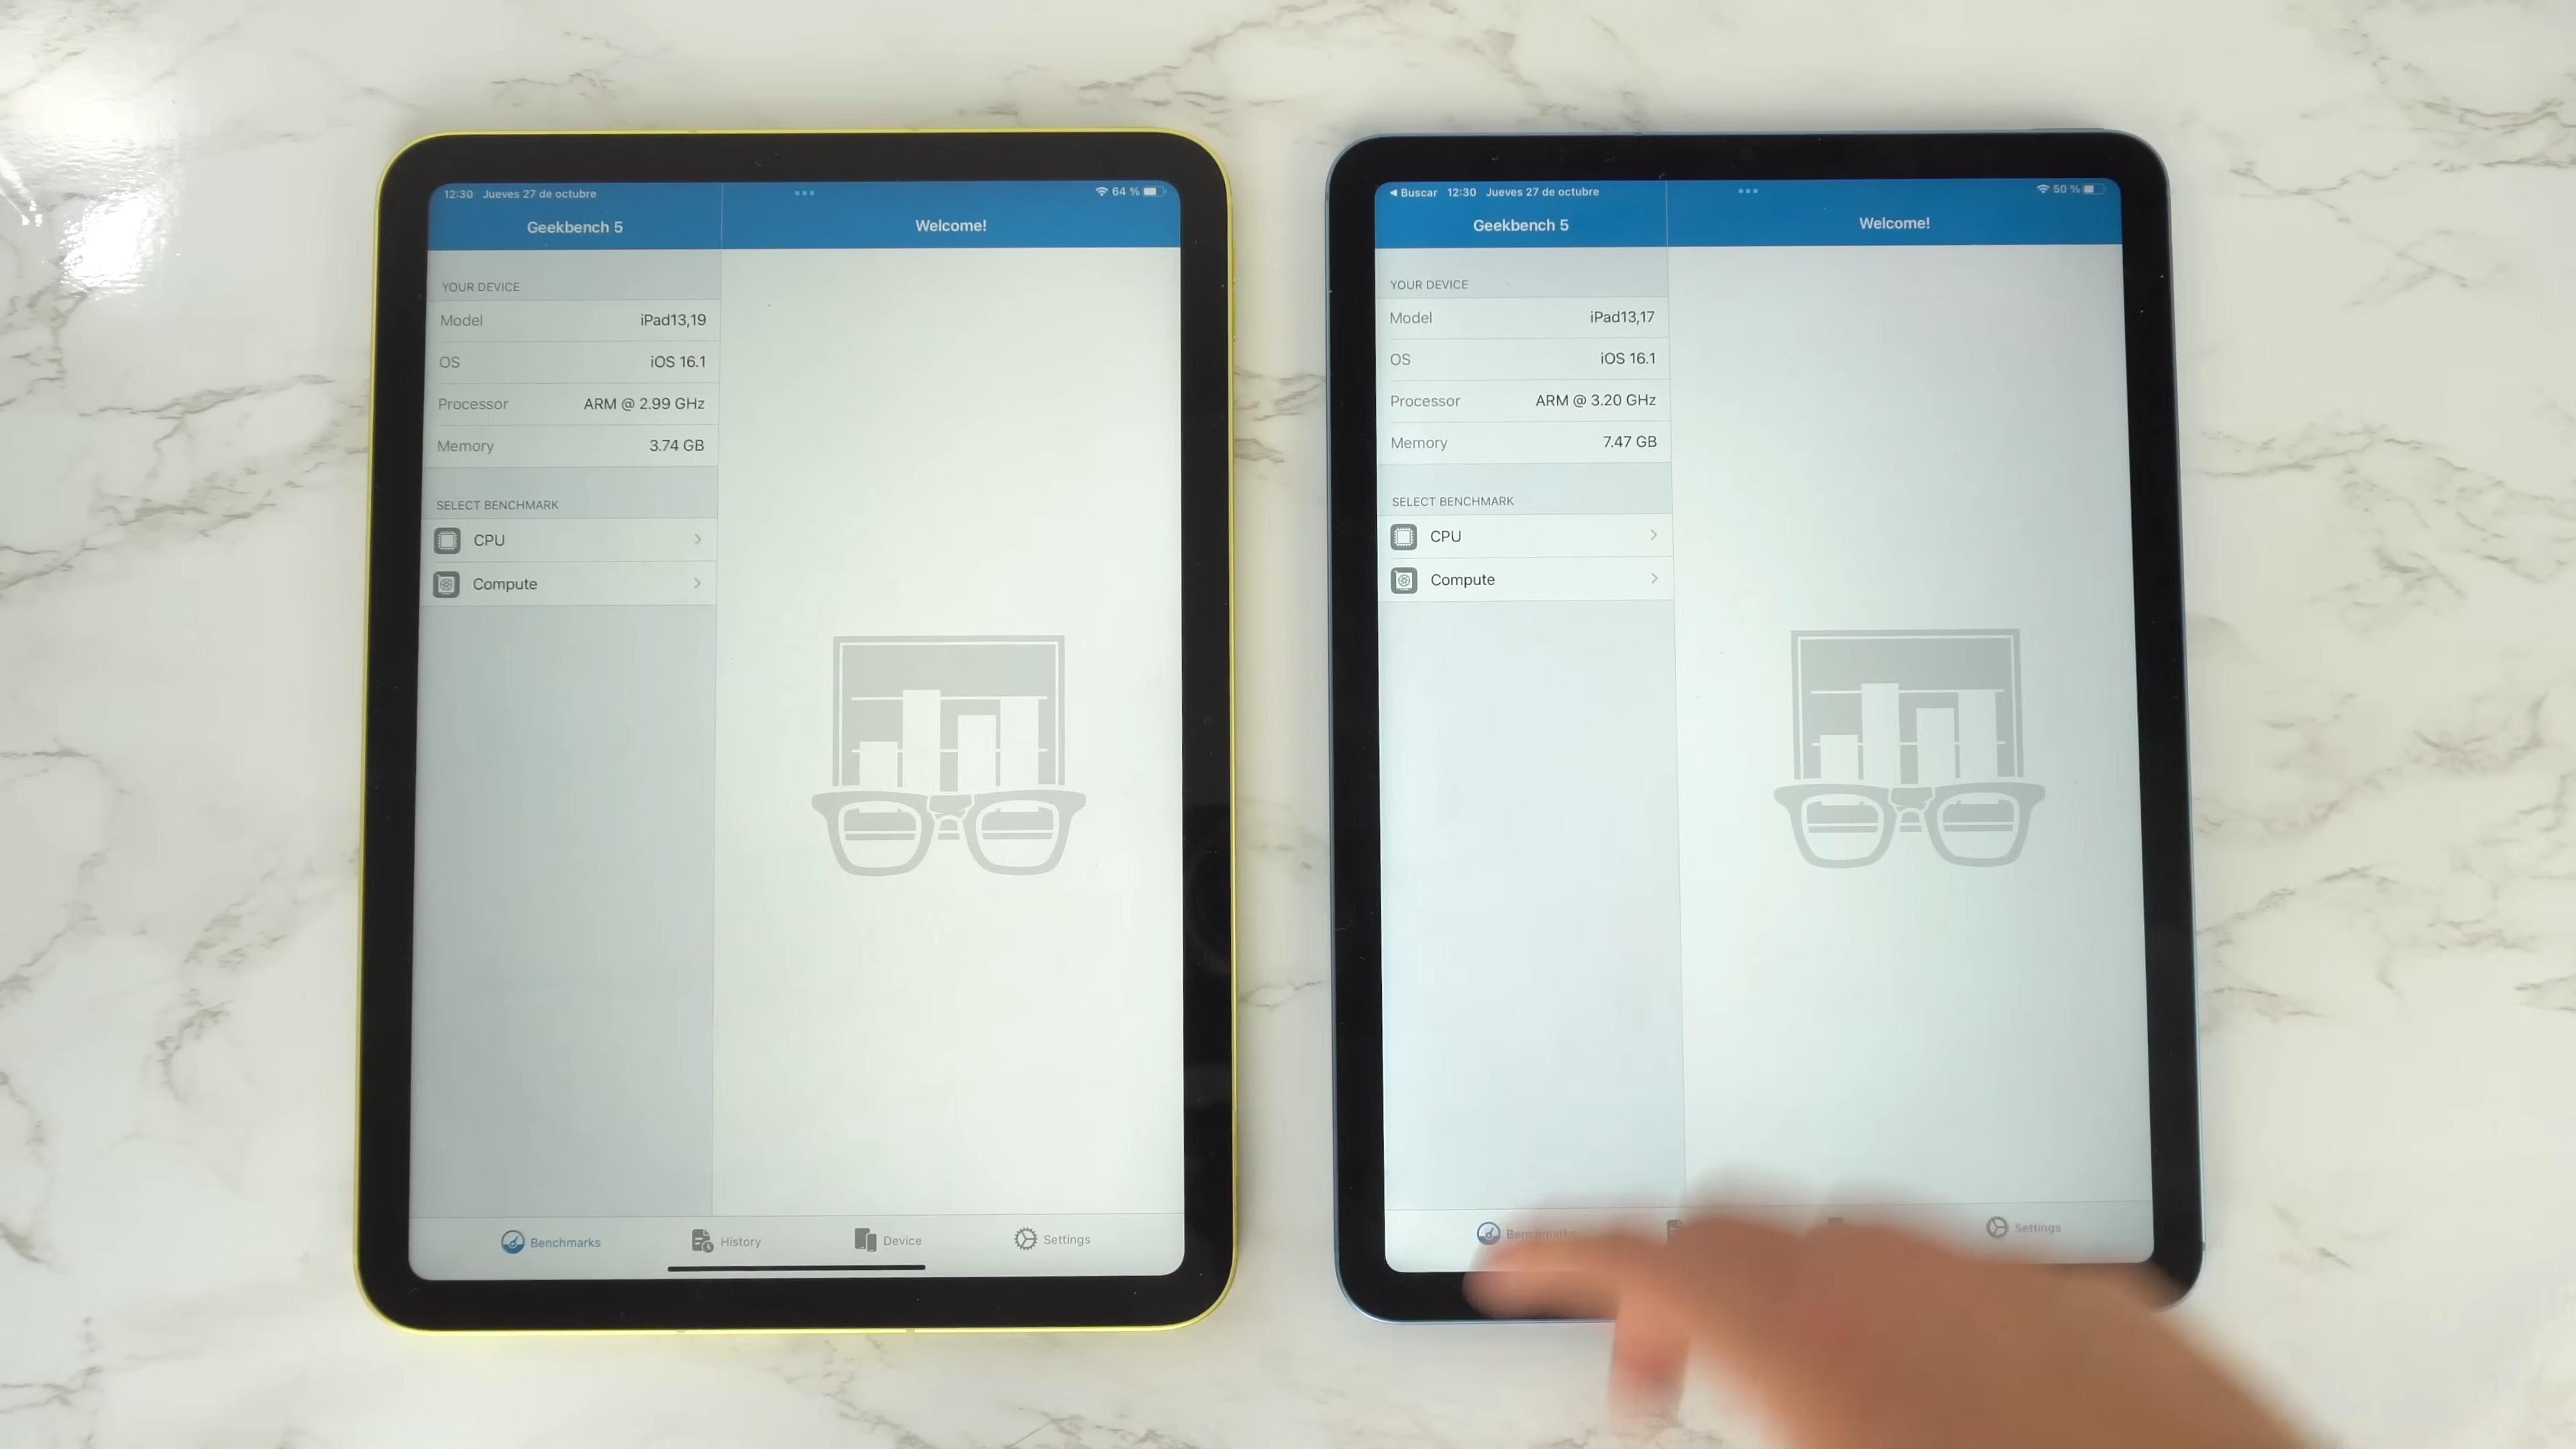 12:30 Jueves 27 de octubre
64 %
Geekbench 5
Welcome!
YOUR DEVICE
Model iPad13,19
OS iOS 16.1
Processor ARM @ 2.99 GHz
Memory 3.74 GB
SELECT BENCHMARK
CPU
Compute
Benchmarks
History
Device
Settings
Buscar 12:30 Jueves 27 de octubre
50 %
Geekbench 5
Welcome!
YOUR DEVICE
Model iPad13,17
OS iOS 16.1
Processor ARM @ 3.20 GHz
Memory 7.47 GB
SELECT BENCHMARK
CPU
Compute
Benchmarks
Settings